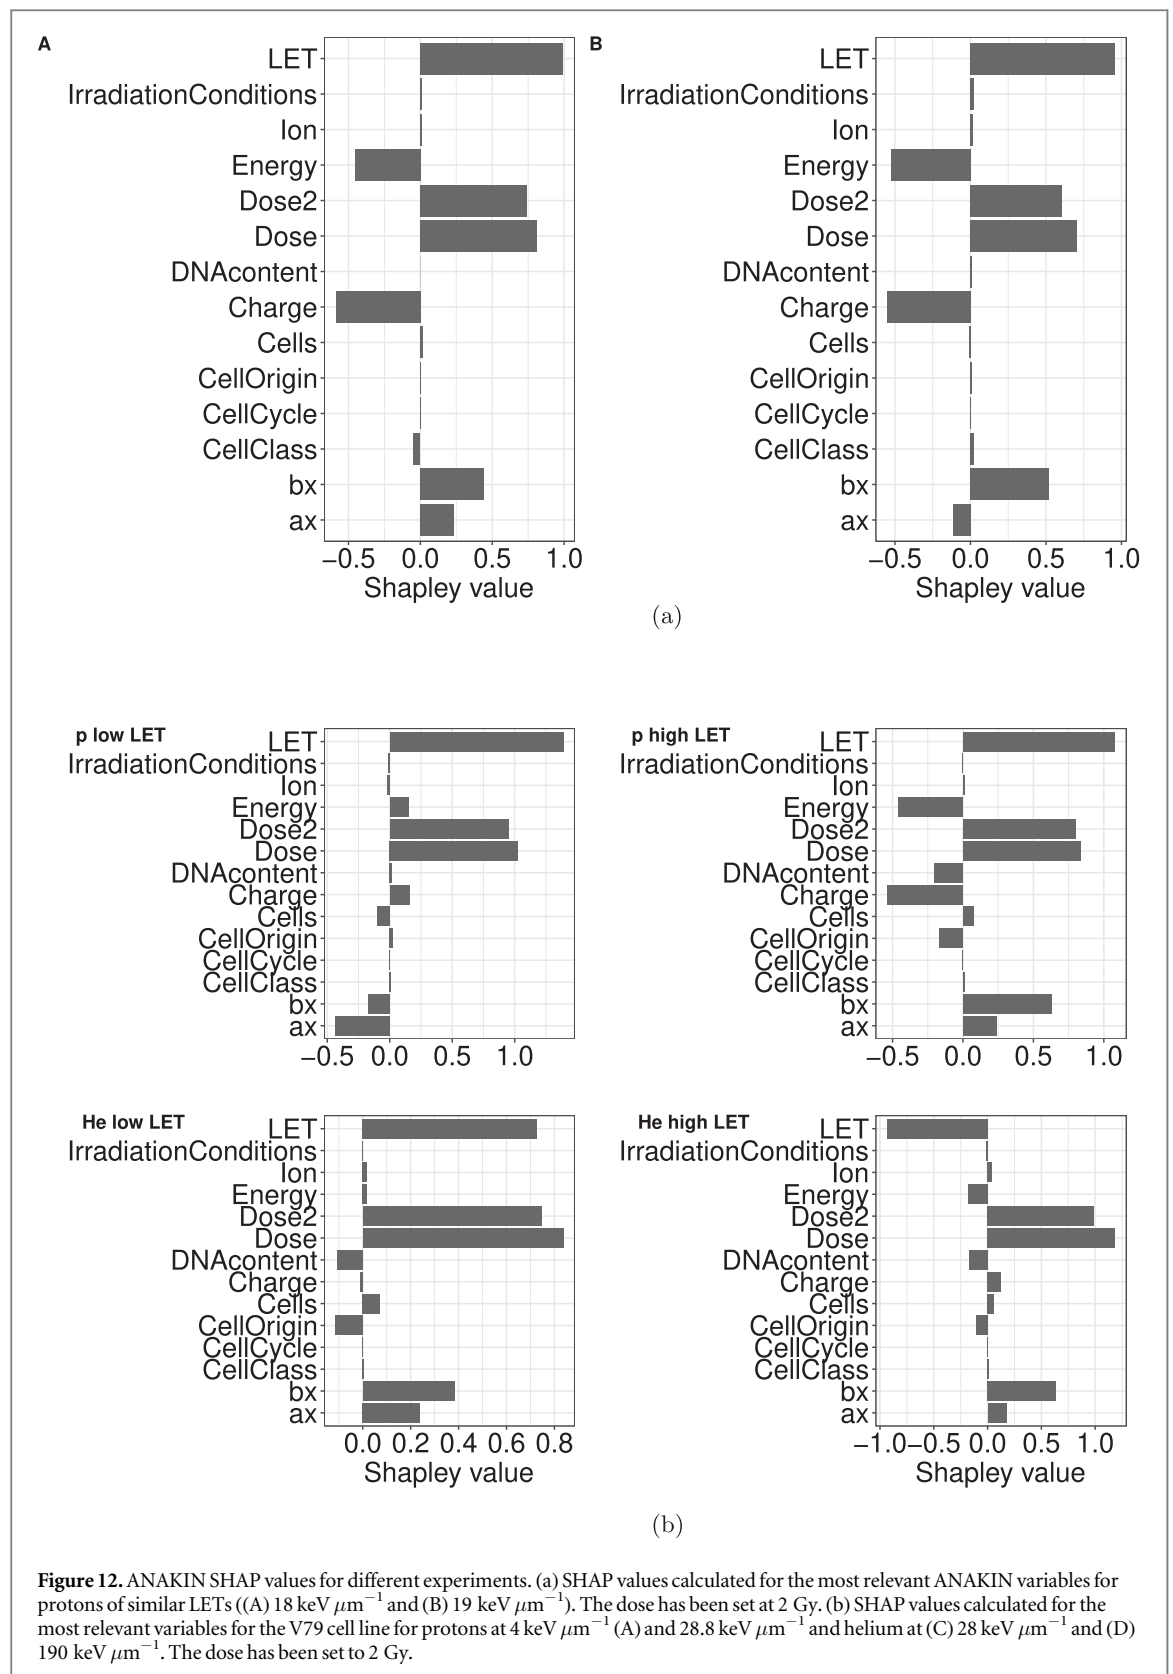 A
LET
IrradiationConditions
Ion
Energy
Dose2
Dose
DNAcontent
Charge
Cells
CellOrigin
CellCycle
CellClass
bx
ax
−0.5 0.0 0.5 1.0
Shapley value
B
LET
IrradiationConditions
Ion
Energy
Dose2
Dose
DNAcontent
Charge
Cells
CellOrigin
CellCycle
CellClass
bx
ax
−0.5 0.0 0.5 1.0
Shapley value
(a)
p low LET
LET
IrradiationConditions
Ion
Energy
Dose2
Dose
DNAcontent
Charge
Cells
CellOrigin
CellCycle
CellClass
bx
ax
−0.5 0.0 0.5 1.0
p high LET
LET
IrradiationConditions
Ion
Energy
Dose2
Dose
DNAcontent
Charge
Cells
CellOrigin
CellCycle
CellClass
bx
ax
−0.5 0.0 0.5 1.0
He low LET
LET
IrradiationConditions
Ion
Energy
Dose2
Dose
DNAcontent
Charge
Cells
CellOrigin
CellCycle
CellClass
bx
ax
0.0 0.2 0.4 0.6 0.8
Shapley value
He high LET
LET
IrradiationConditions
Ion
Energy
Dose2
Dose
DNAcontent
Charge
Cells
CellOrigin
CellCycle
CellClass
bx
ax
−1.0−0.5 0.0 0.5 1.0
Shapley value
(b)
Figure 12. ANAKIN SHAP values for different experiments. (a) SHAP values calculated for the most relevant ANAKIN variables for
protons of similar LETs ((A) 18 keV μm⁻¹ and (B) 19 keV μm⁻¹). The dose has been set at 2 Gy. (b) SHAP values calculated for the
most relevant variables for the V79 cell line for protons at 4 keV μm⁻¹ (A) and 28.8 keV μm⁻¹ and helium at (C) 28 keV μm⁻¹ and (D)
190 keV μm⁻¹. The dose has been set to 2 Gy.